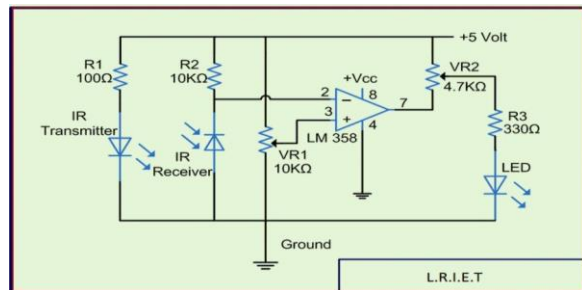 +5 Volt
R1
100Ω
R2
10KΩ
+Vcc
VR2
4.7KΩ
2
8
7
3
4
LM 358
R3
330Ω
IR
Transmitter
IR
Receiver
VR1
10KΩ
LED
Ground
L.R.I.E.T